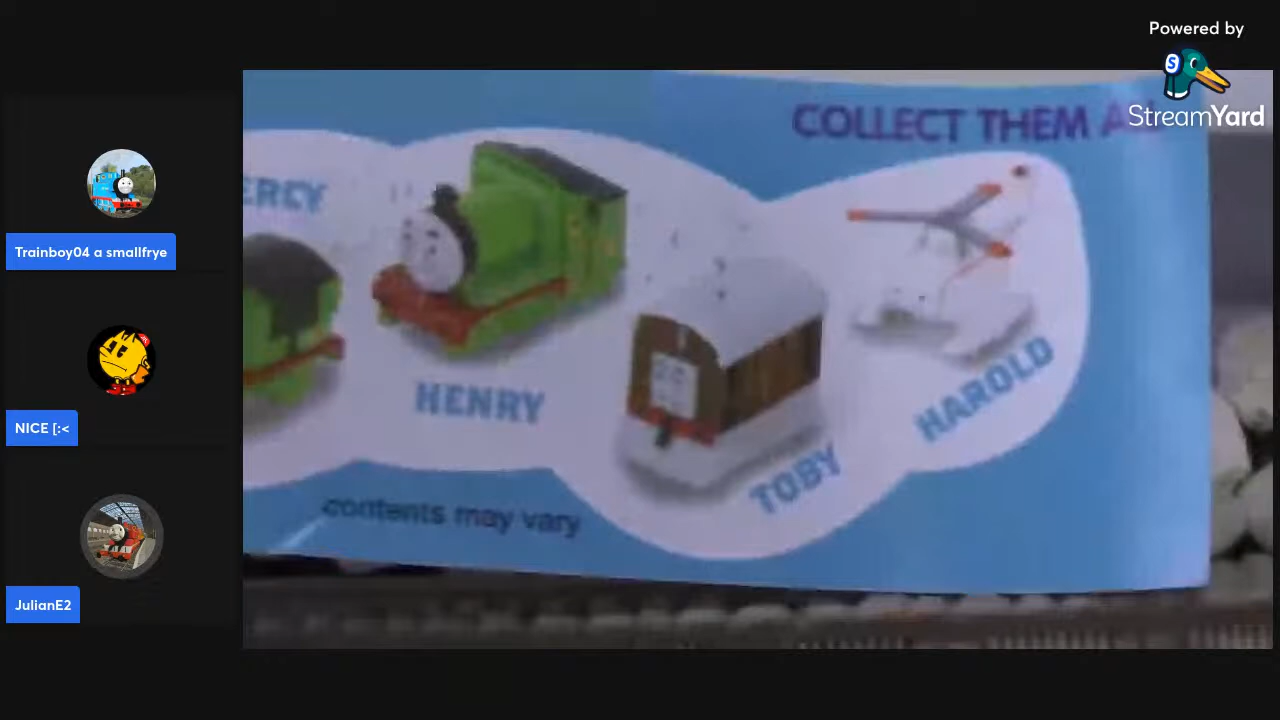 Powered by
StreamYard
COLLECT THEM
ERCY
HENRY
TOBY
HAROLD
contents may vary
Trainboy04 a smallfrye
NICE [:<
JulianE2